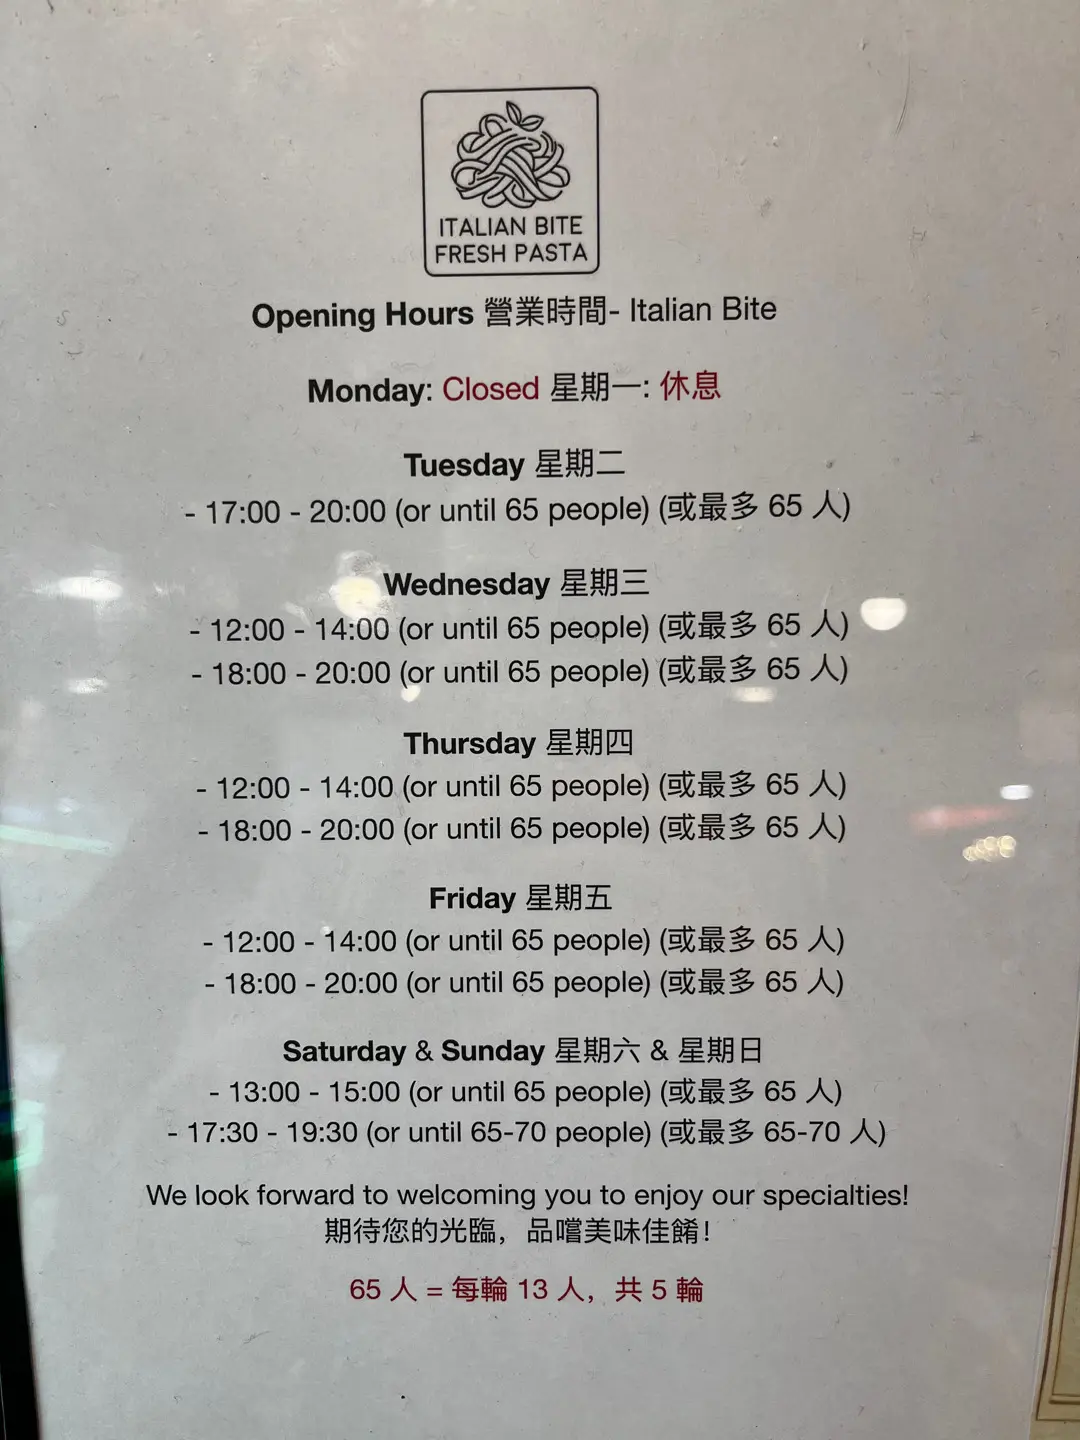 ITALIAN BITE
FRESH PASTA
Opening Hours 營業時間- Italian Bite
Monday: Closed 星期一: 休息
Tuesday 星期二
- 17:00 - 20:00 (or until 65 people) (或最多 65 人)
Wednesday 星期三
- 12:00 - 14:00 (or until 65 people) (或最多 65 人)
- 18:00 - 20:00 (or until 65 people) (或最多 65 人)
Thursday 星期四
- 12:00 - 14:00 (or until 65 people) (或最多 65 人)
- 18:00 - 20:00 (or until 65 people) (或最多 65 人)
Friday 星期五
- 12:00 - 14:00 (or until 65 people) (或最多 65 人)
- 18:00 - 20:00 (or until 65 people) (或最多 65 人)
Saturday & Sunday 星期六 & 星期日
- 13:00 - 15:00 (or until 65 people) (或最多 65 人)
- 17:30 - 19:30 (or until 65-70 people) (或最多 65-70 人)
We look forward to welcoming you to enjoy our specialties!
期待您的光臨，品嚐美味佳餚！
65 人 = 每輪 13 人，共 5 輪